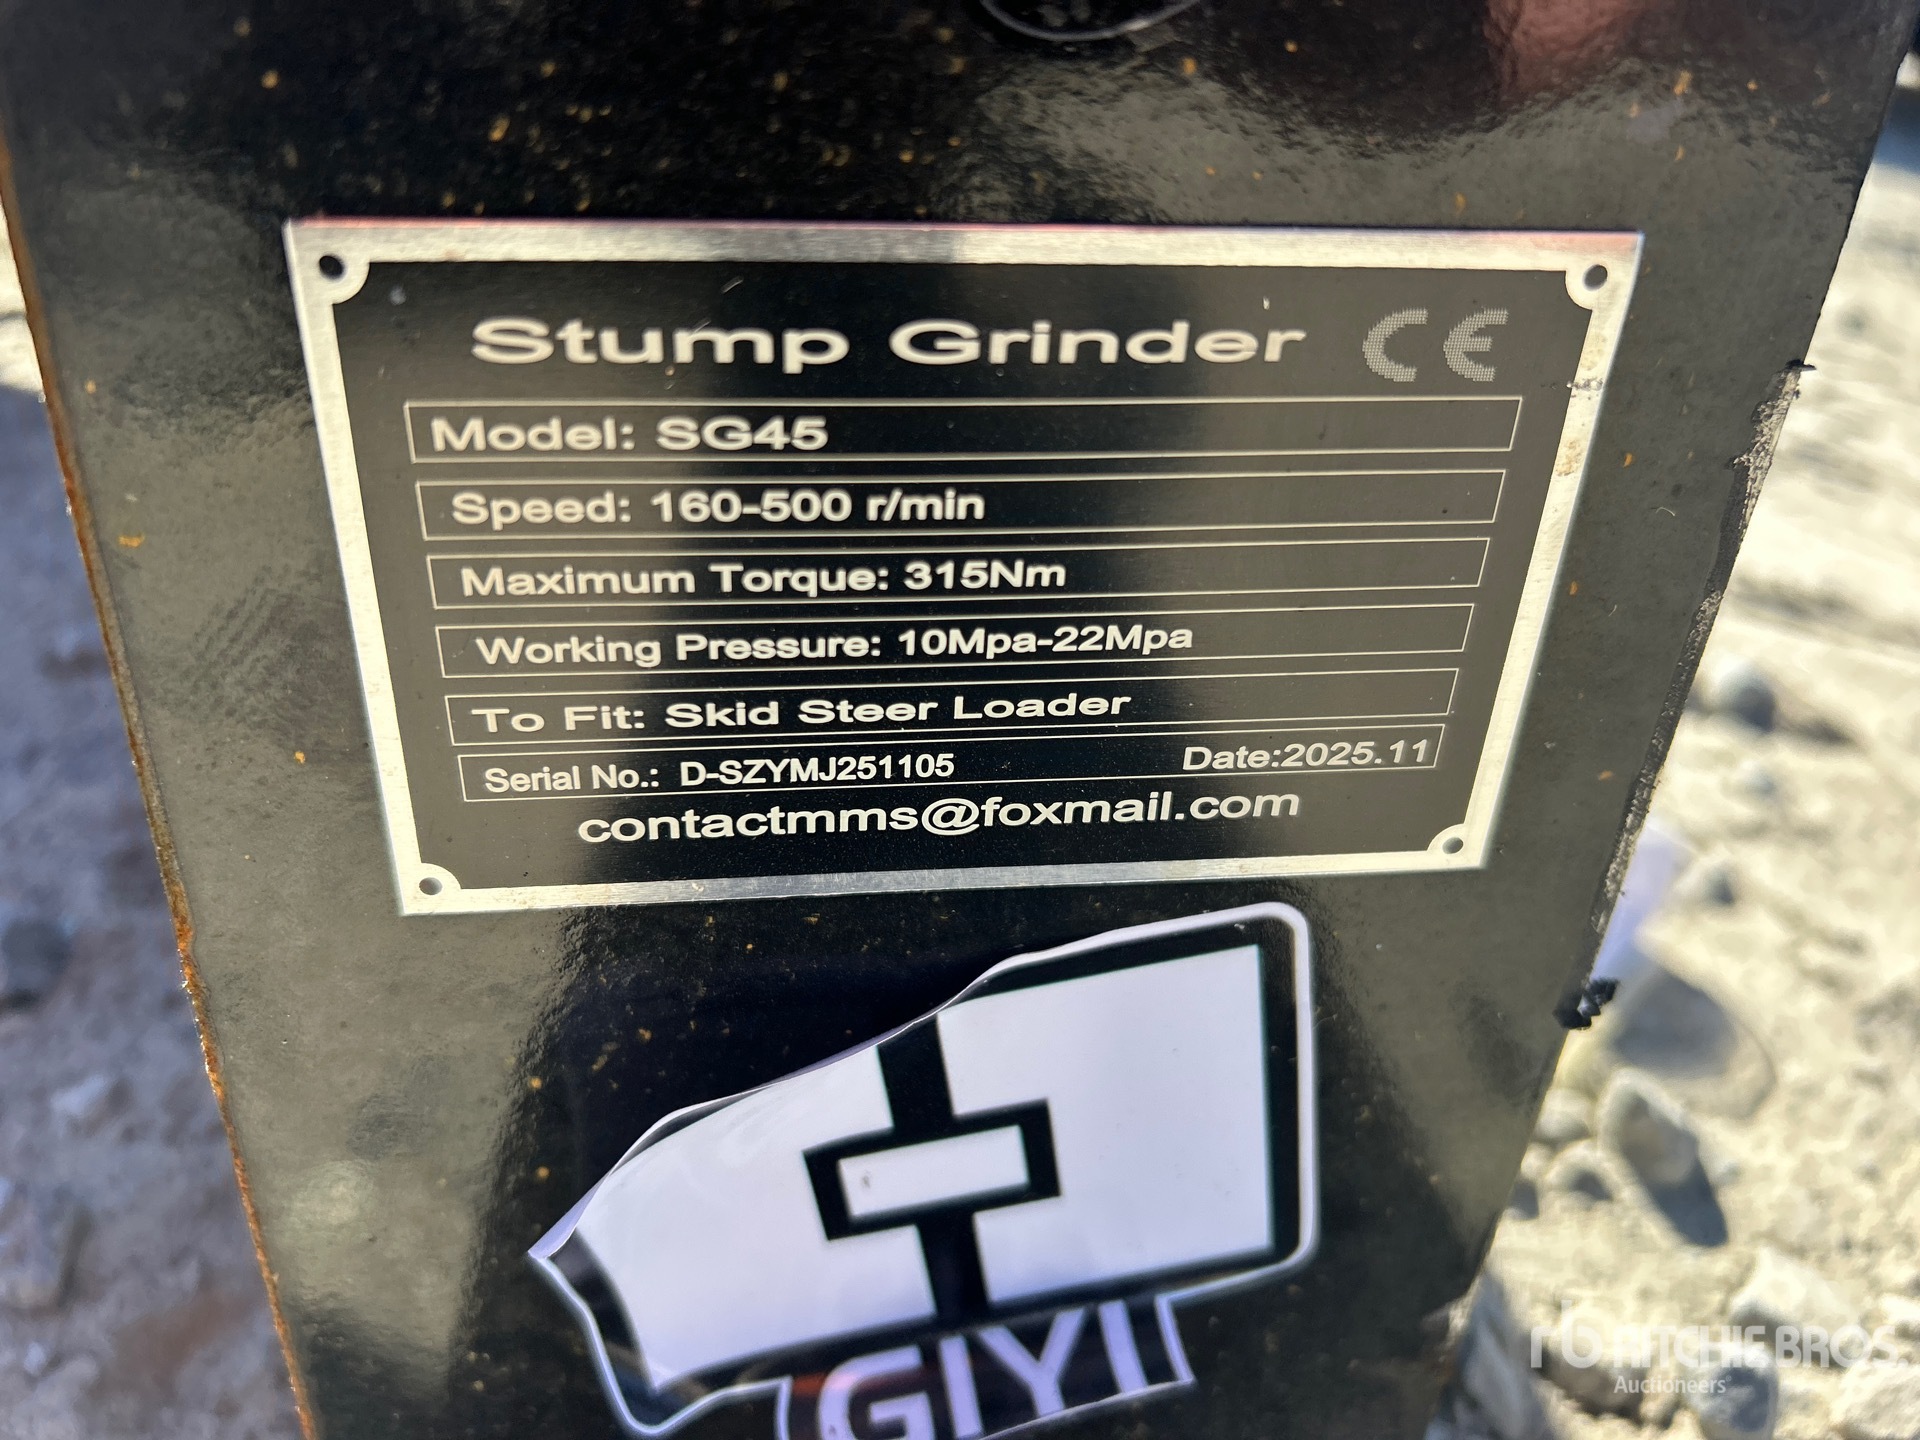 Stump Grinder CE
Model: SG45
Speed: 160-500 r/min
Maximum Torque: 315Nm
Working Pressure: 10Mpa-22Mpa
To Fit: Skid Steer Loader
Serial No.: D-SZYMJ251105 Date:2025.11
contactmms@foxmail.com
GIYI
rb RITCHIE BROS.
Auctioneers